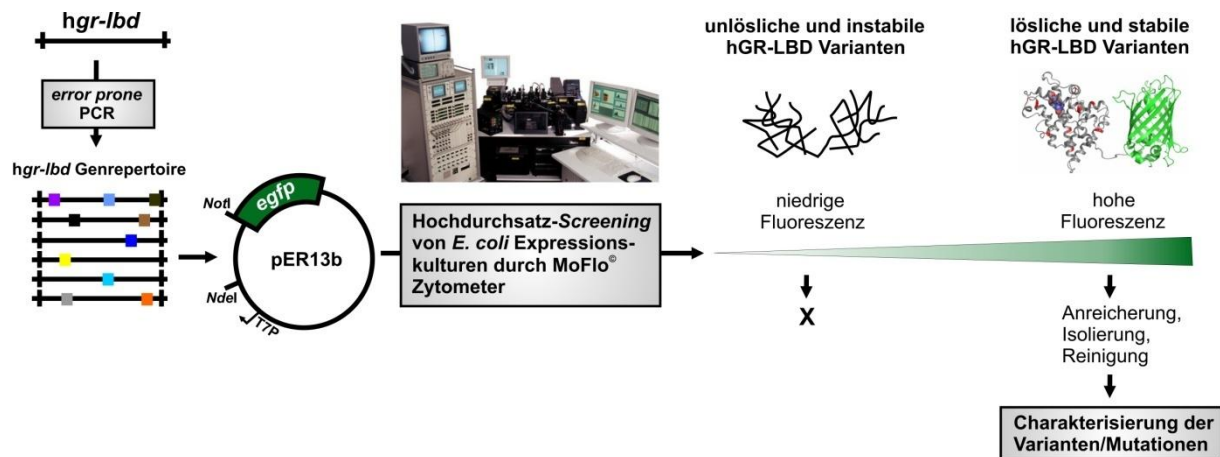 hgr-lbd
error prone
PCR
hgr-lbd Genrepertoire
NotI
egfp
pER13b
NdeI
T7P
Hochdurchsatz-Screening
von E. coli Expressions-
kulturen durch MoFlo©
Zytometer
unlösliche und instabile
hGR-LBD Varianten
niedrige
Fluoreszenz
X
lösliche und stabile
hGR-LBD Varianten
hohe
Fluoreszenz
Anreicherung,
Isolierung,
Reinigung
Charakterisierung der
Varianten/Mutationen